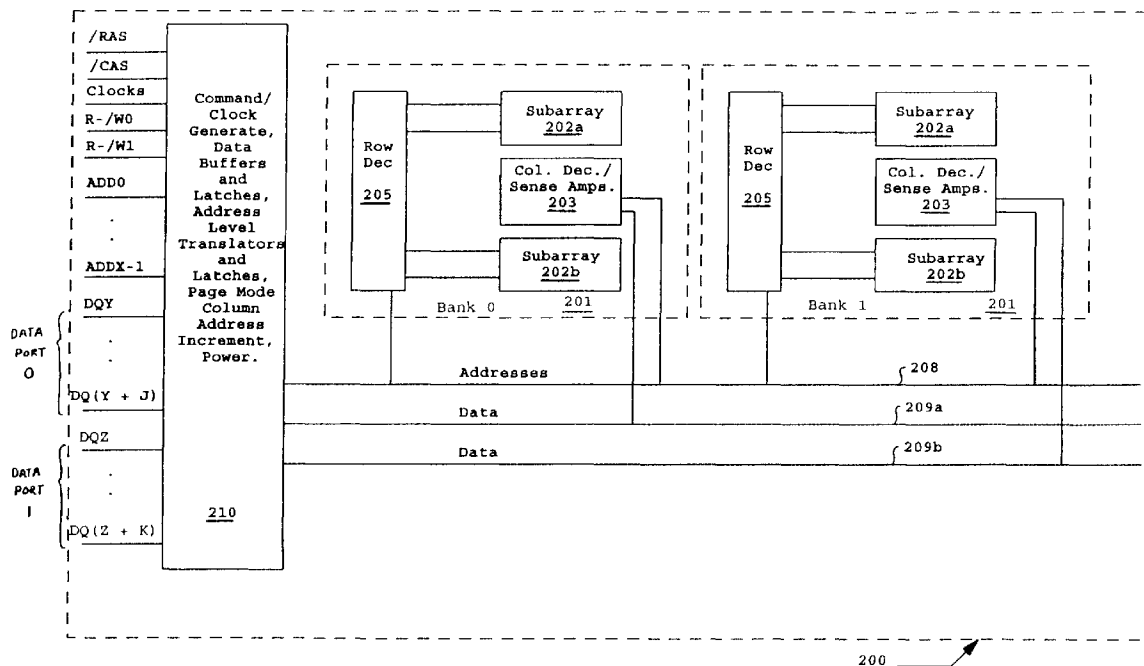 /RAS
/CAS
Clocks
R-/W0
R-/W1
ADD0
.
.
ADDX-1
DQY
.
.
DQ(Y + J)
DQZ
.
.
DQ(Z + K)
DATA
PORT
0
DATA
PORT
1
Command/
Clock
Generate,
Data
Buffers
and
Latches,
Address
Level
Translators
and
Latches,
Page Mode
Column
Address
Increment,
Power.
210
Row
Dec
205
Subarray
202a
Col. Dec./
Sense Amps.
203
Subarray
202b
Bank 0
201
Row
Dec
205
Subarray
202a
Col. Dec./
Sense Amps.
203
Subarray
202b
Bank 1
201
Addresses
208
Data
209a
Data
209b
200